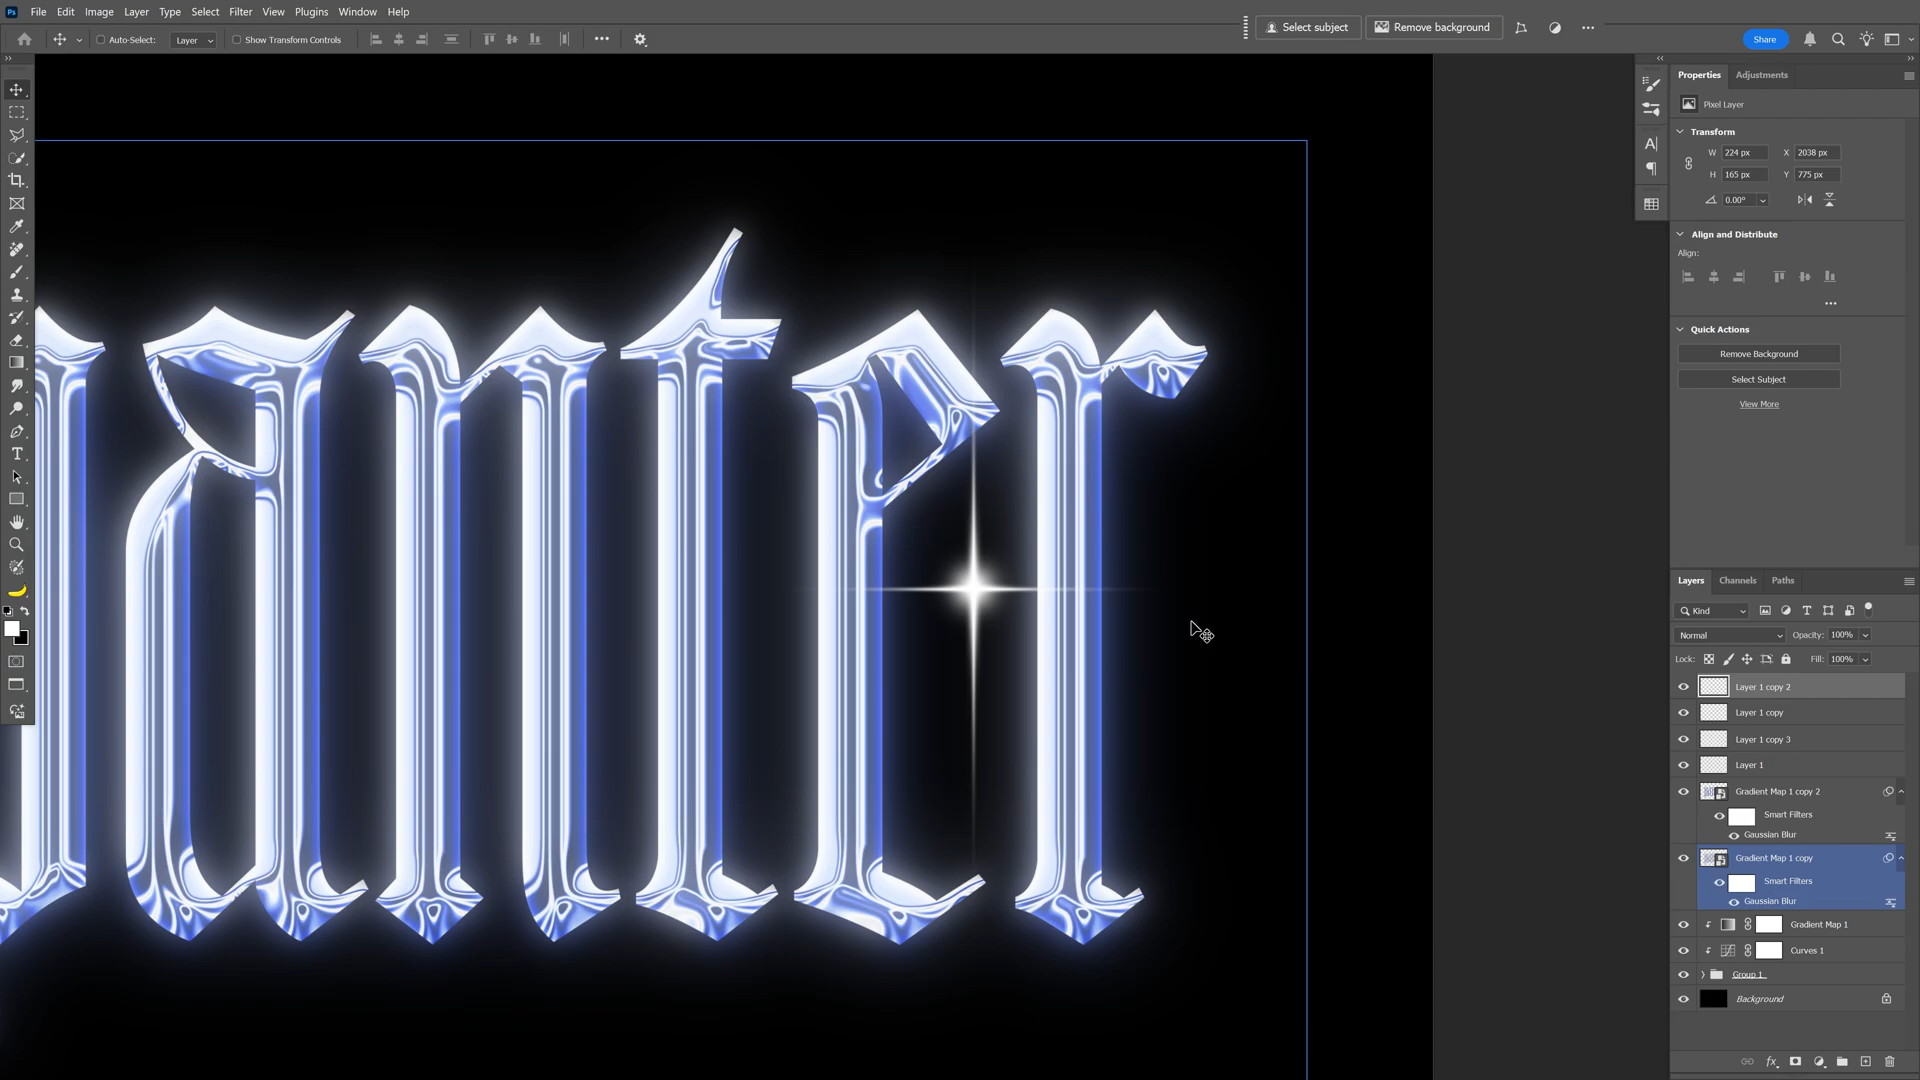 Ps File Edit Image Layer Type Select Filter View Plugins Window Help
Select subject Remove background
Auto-Select: Layer Show Transform Controls Share
Properties Adjustments
Pixel Layer
Transform
W 224 px X 2038 px
H 165 px Y 775 px
0.00°
Align and Distribute
Align:
Quick Actions
Remove Background
Select Subject
View More
Layers Channels Paths
Kind
Normal Opacity: 100%
Lock: Fill: 100%
Layer 1 copy 2
Layer 1 copy
Layer 1 copy 3
Layer 1
Gradient Map 1 copy 2
Smart Filters
Gaussian Blur
Gradient Map 1 copy
Smart Filters
Gaussian Blur
Gradient Map 1
Curves 1
Group 1
Background